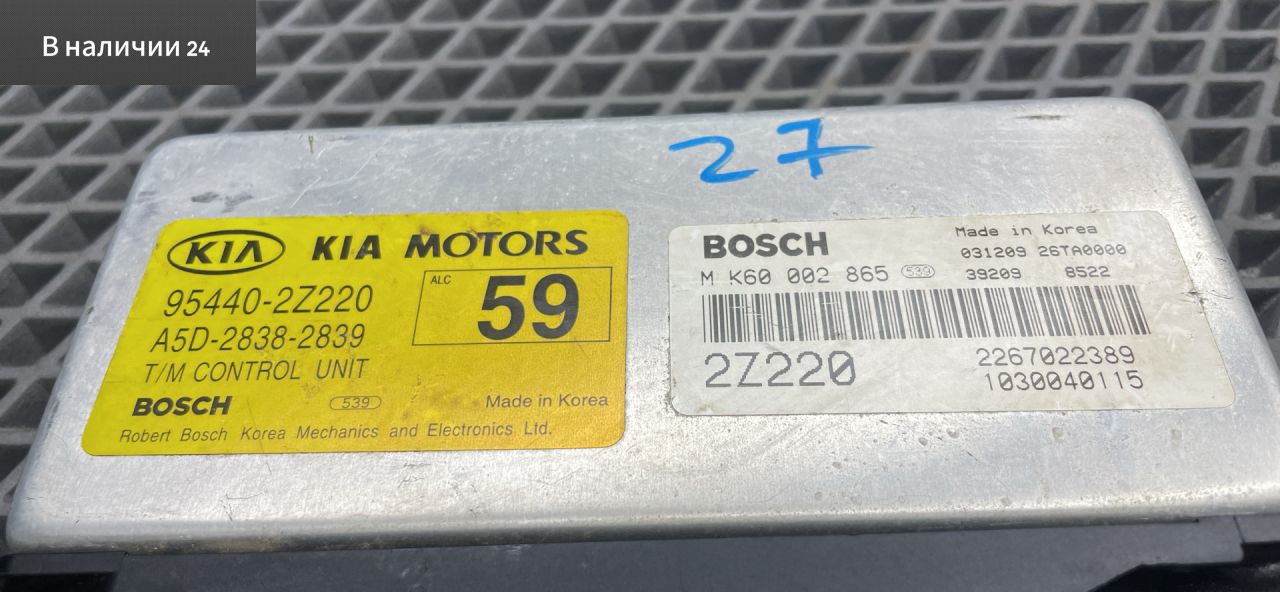 В наличии 24
27
KIA KIA MOTORS
95440-2Z220
ALC 59
A5D-2838-2839
T/M CONTROL UNIT
BOSCH 539 Made in Korea
Robert Bosch Korea Mechanics and Electronics Ltd.
BOSCH Made in Korea
031209 26TA0000
M K60 002 865 539 39209 8522
2Z220 2267022389
1030040115